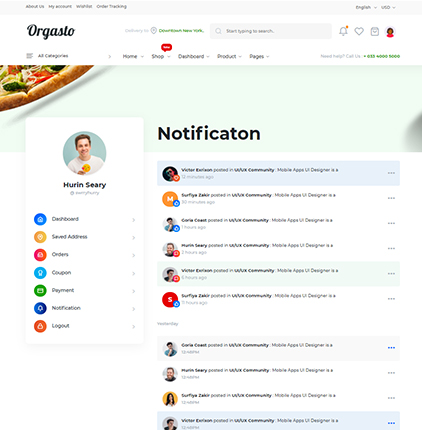 About us My account Wishlist Order Tracking
English USD
Orgasto
Delivery to Downtown New York..
Start typing to search..
All Categories
New
Home Shop Dashboard Product Pages
Need help? Call Us: + 035 4000 5000
Notificaton
Hurin Seary
Dashboard
Saved Address
Orders
Coupon
Payment
Notification
Logout
Victor Exrixon posted in UI/UX Community : Mobile Apps UI Designer is a
12 minutes ago
M
Surfiya Zakir posted in UI/UX Community : Mobile Apps UI Designer is a
30 minutes ago
Goria Coast posted in UI/UX Community : Mobile Apps UI Designer is a
1 hours ago
Hurin Seary posted in UI/UX Community : Mobile Apps UI Designer is a
2 hours ago
Victor Exrixon posted in UI/UX Community : Mobile Apps UI Designer is a
5 hours ago
S
Surfiya Zakir posted in UI/UX Community : Mobile Apps UI Designer is a
11 hours ago
Yesterday
Goria Coast posted in UI/UX Community : Mobile Apps UI Designer is a
12:45PM
Hurin Seary posted in UI/UX Community : Mobile Apps UI Designer is a
12:45PM
Surfiya Zakir posted in UI/UX Community : Mobile Apps UI Designer is a
12:45PM
Victor Exrixon posted in UI/UX Community : Mobile Apps UI Designer is a
12:45PM